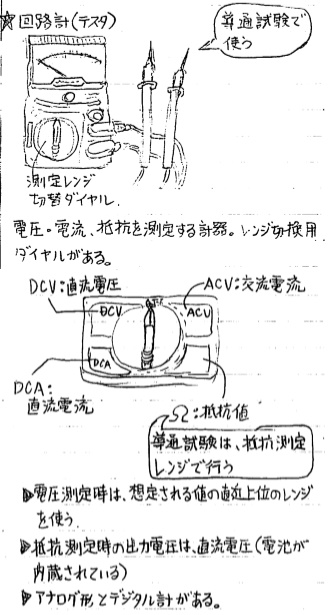 ☆回路計(テスタ)
導通試験で
使う
測定レンジ
切替ダイヤル.
電圧・電流、抵抗を測定する計器。レンジ切換用
ダイヤルがある。
DCV:直流電圧
ACV:交流電流
DCV
ACV
DCA
DCA:
直流電流
Ω:抵抗値
導通試験は、抵抗測定
レンジで行う
▷電圧測定時は、想定される値の直近上位のレンジ
を使う.
▷抵抗測定時の出力電圧は、直流電圧(電池が
内蔵されている)
▷アナログ形とデジタル計がある。